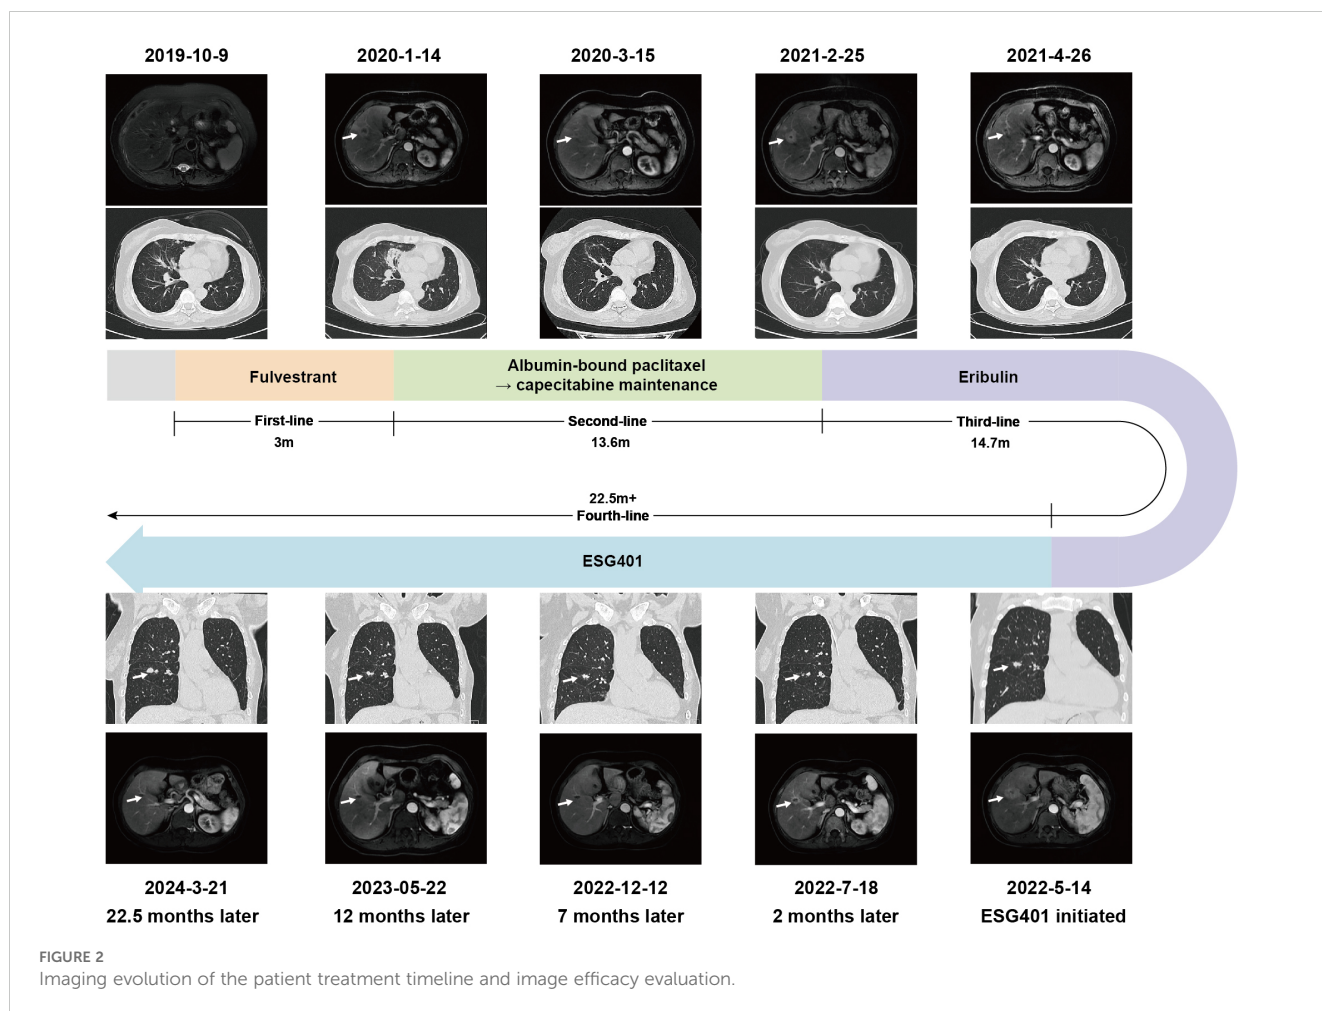 2019-10-9
2020-1-14
2020-3-15
2021-2-25
2021-4-26
Fulvestrant
Albumin-bound paclitaxel
→ capecitabine maintenance
Eribulin
First-line
3m
Second-line
13.6m
Third-line
14.7m
22.5m+
Fourth-line
ESG401
2024-3-21
22.5 months later
2023-05-22
12 months later
2022-12-12
7 months later
2022-7-18
2 months later
2022-5-14
ESG401 initiated
FIGURE 2
Imaging evolution of the patient treatment timeline and image efficacy evaluation.